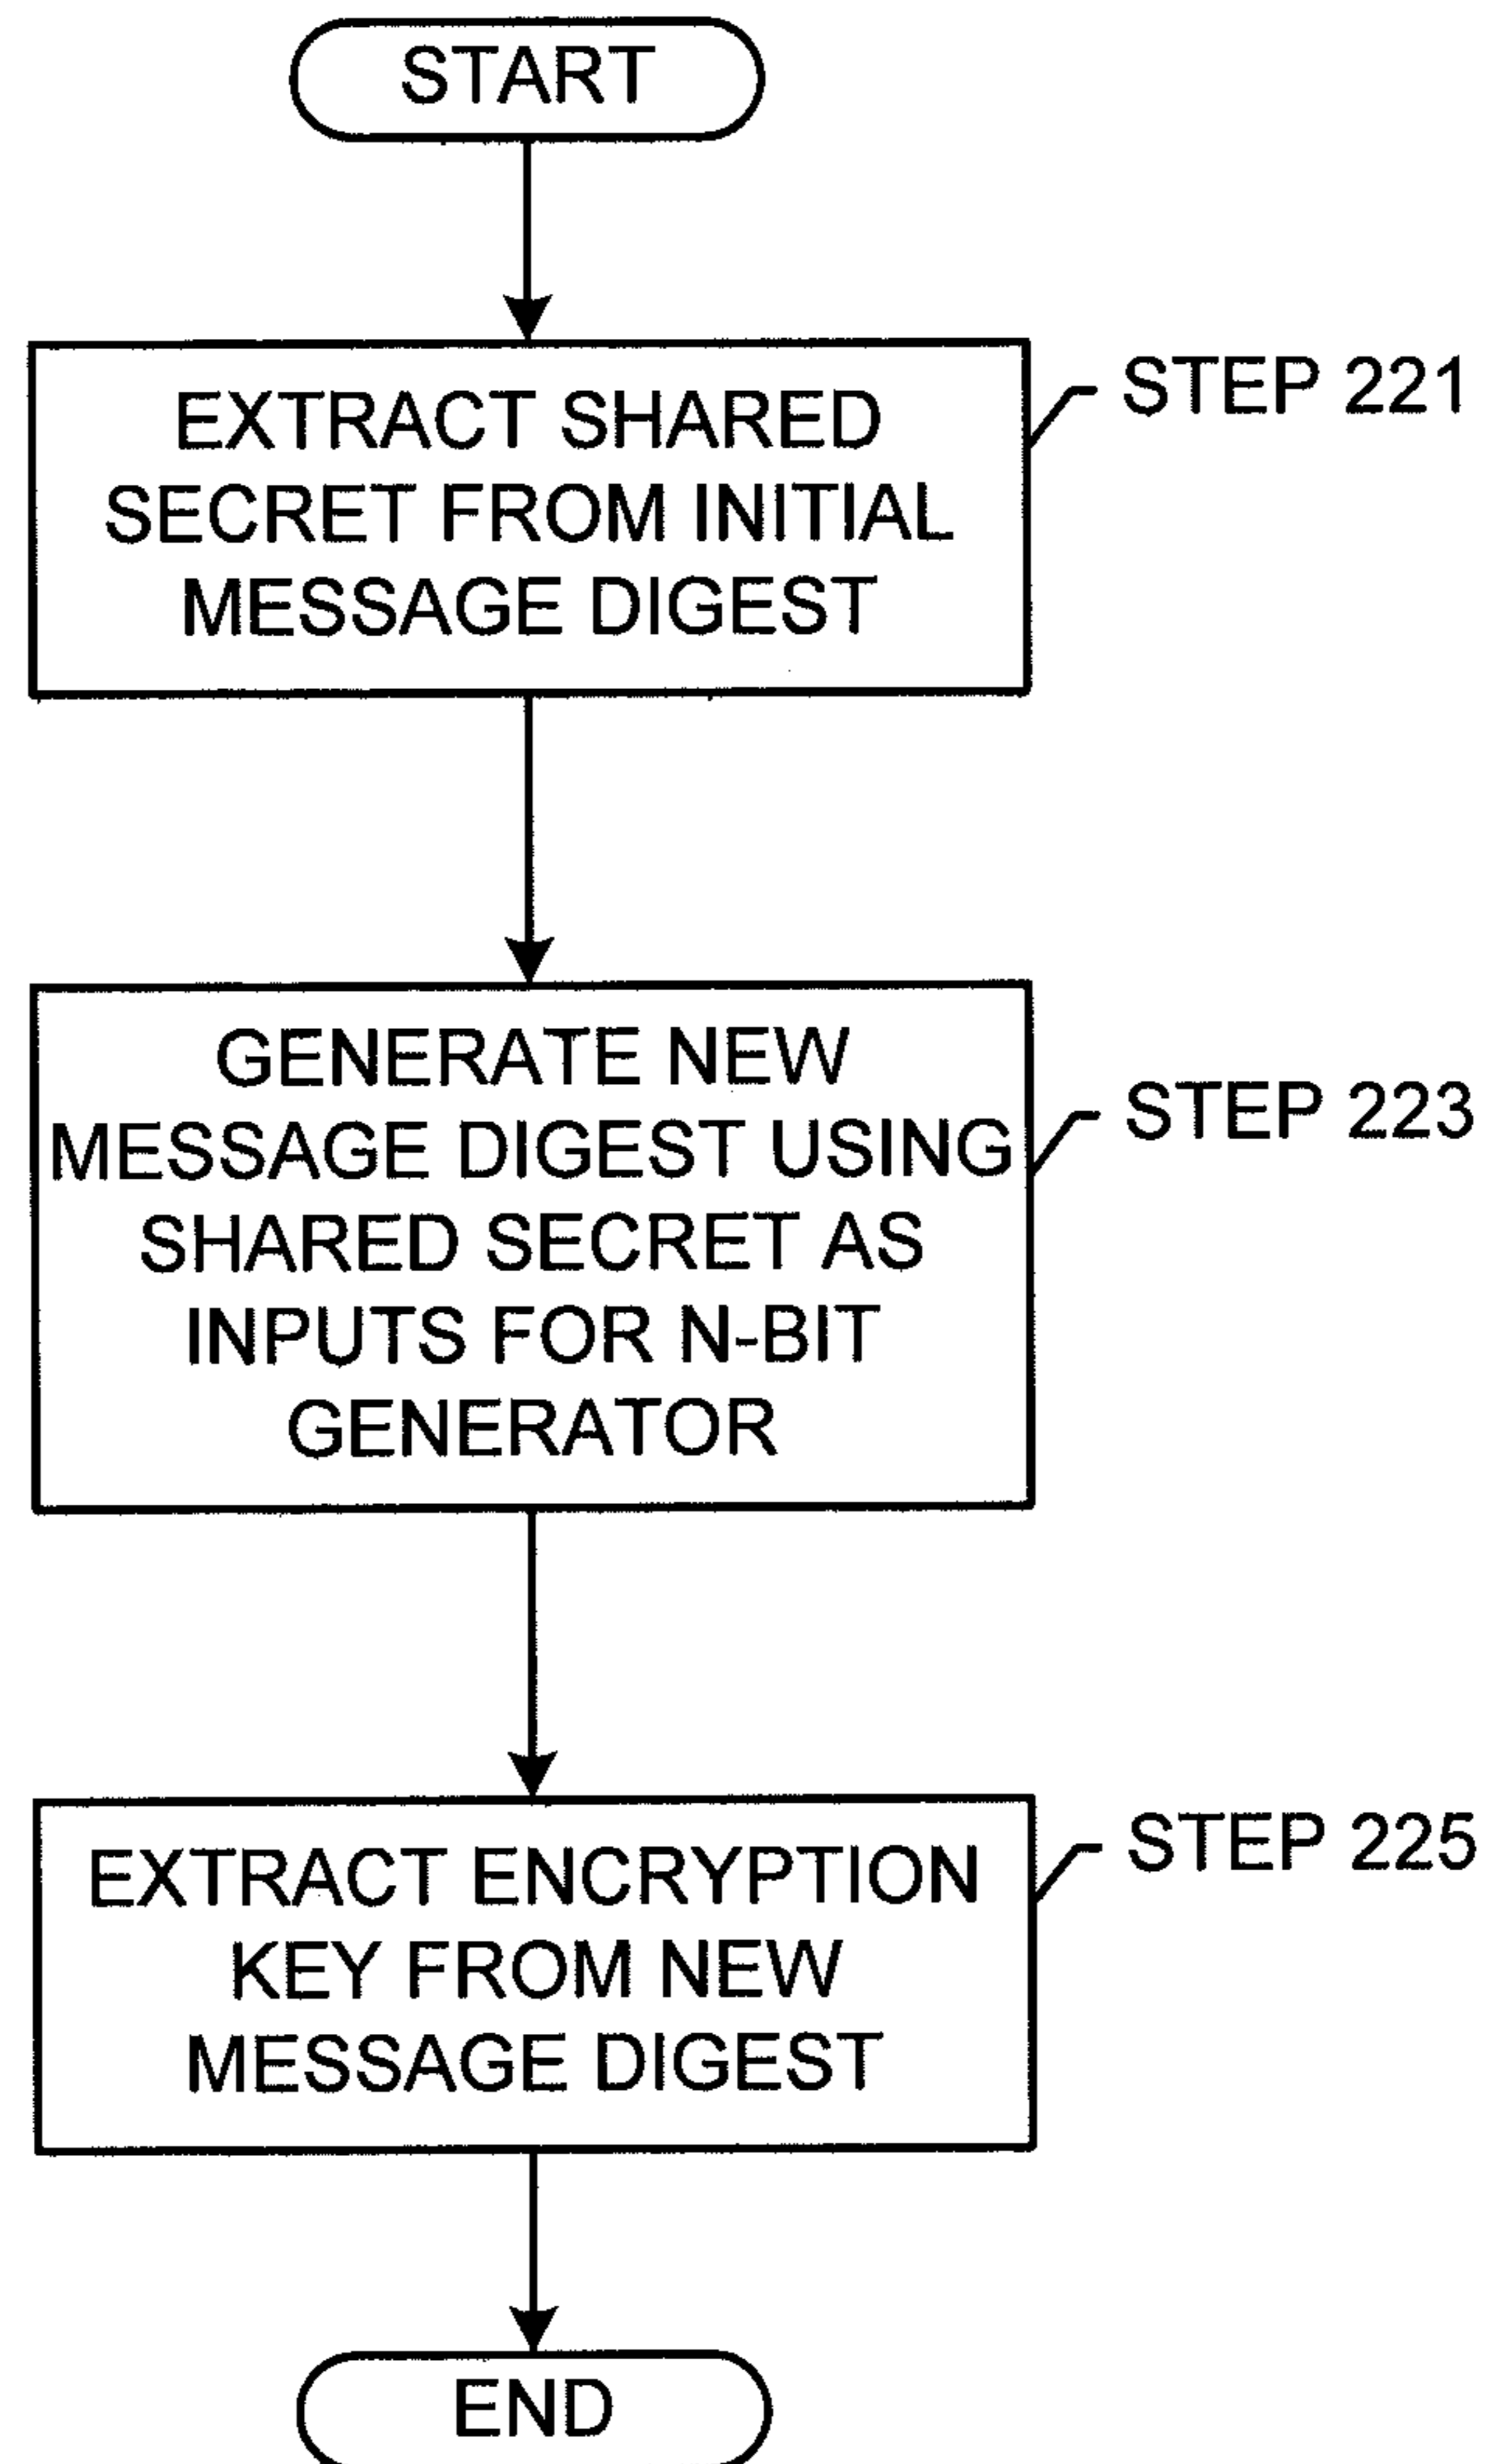 START
EXTRACT SHARED
SECRET FROM INITIAL
MESSAGE DIGEST
STEP 221
GENERATE NEW
MESSAGE DIGEST USING
SHARED SECRET AS
INPUTS FOR N-BIT
GENERATOR
STEP 223
EXTRACT ENCRYPTION
KEY FROM NEW
MESSAGE DIGEST
STEP 225
END